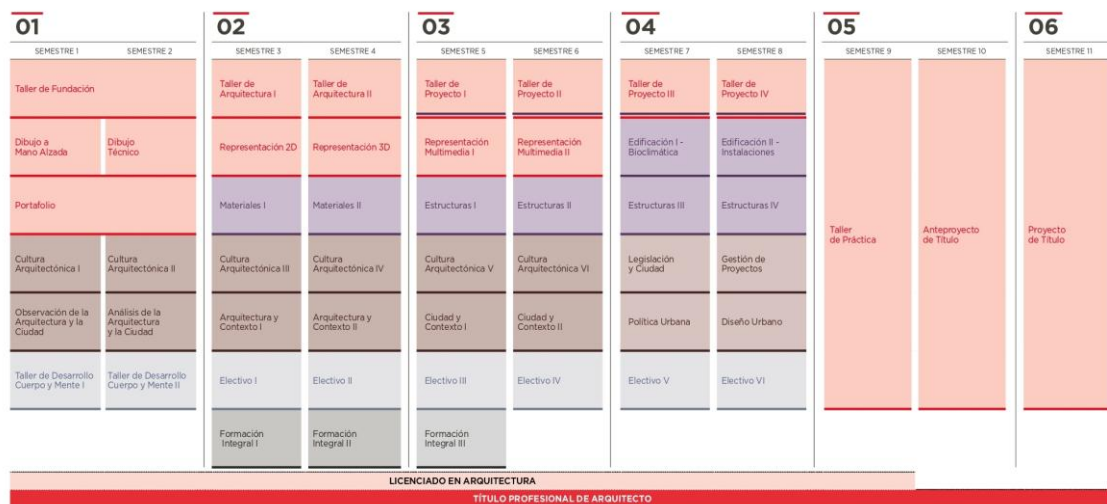 01
02
03
04
05
06
SEMESTRE 1
SEMESTRE 2
SEMESTRE 3
SEMESTRE 4
SEMESTRE 5
SEMESTRE 6
SEMESTRE 7
SEMESTRE 8
SEMESTRE 9
SEMESTRE 10
SEMESTRE 11
Taller de Fundación
Taller de
Arquitectura I
Taller de
Arquitectura II
Taller de
Proyecto I
Taller de
Proyecto II
Taller de
Proyecto III
Taller de
Proyecto IV
Dibujo a
Mano Alzada
Dibujo
Técnico
Representación 2D
Representación 3D
Representación
Multimedia I
Representación
Multimedia II
Edificación I -
Bioclimática
Edificación II -
Instalaciones
Portafolio
Materiales I
Materiales II
Estructuras I
Estructuras II
Estructuras III
Estructuras IV
Taller
de Práctica
Anteproyecto
de Título
Proyecto
de Título
Cultura
Arquitectónica I
Cultura
Arquitectónica II
Cultura
Arquitectónica III
Cultura
Arquitectónica IV
Cultura
Arquitectónica V
Cultura
Arquitectónica VI
Legislación
y Ciudad
Gestión de
Proyectos
Observación de la
Arquitectura y la
Ciudad
Análisis de la
Arquitectura
y la Ciudad
Arquitectura y
Contexto I
Arquitectura y
Contexto II
Ciudad y
Contexto I
Ciudad y
Contexto II
Política Urbana
Diseño Urbano
Taller de Desarrollo
Cuerpo y Mente I
Taller de Desarrollo
Cuerpo y Mente II
Electivo I
Electivo II
Electivo III
Electivo IV
Electivo V
Electivo VI
Formación
Integral I
Formación
Integral II
Formación
Integral III
LICENCIADO EN ARQUITECTURA
TÍTULO PROFESIONAL DE ARQUITECTO